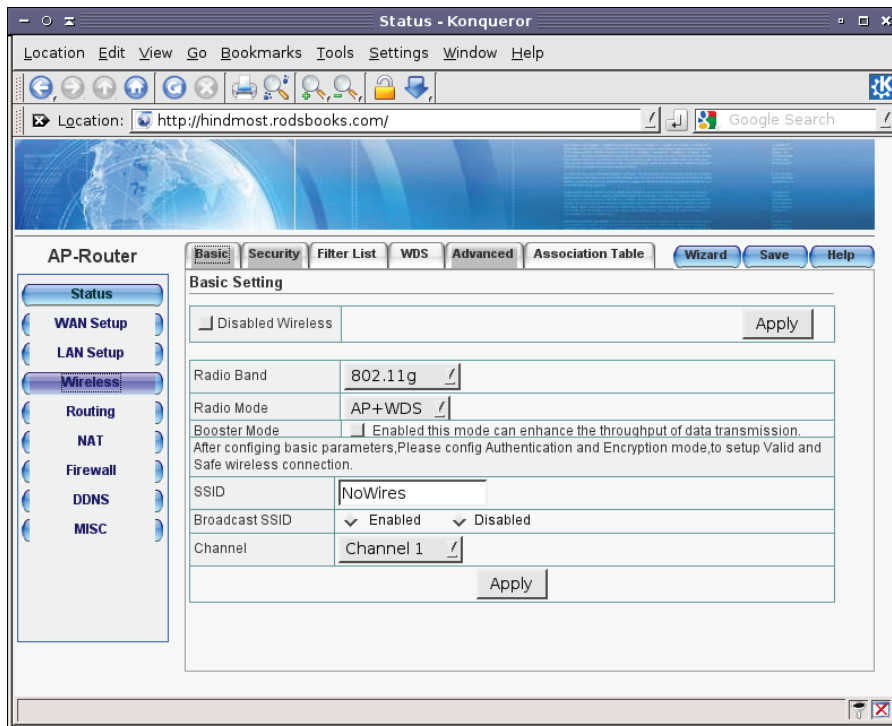 Status - Konqueror
Location Edit View Go Bookmarks Tools Settings Window Help
Location: http://hindmost.rodsbooks.com/ Google Search
AP-Router
Basic Security Filter List WDS Advanced Association Table Wizard Save Help
Basic Setting
Status
WAN Setup
LAN Setup
Wireless
Routing
NAT
Firewall
DDNS
MISC
Disabled Wireless Apply
Radio Band 802.11g
Radio Mode AP+WDS
Booster Mode Enabled this mode can enhance the throughput of data transmission.
After configing basic parameters,Please config Authentication and Encryption mode,to setup Valid and
Safe wireless connection.
SSID NoWires
Broadcast SSID Enabled Disabled
Channel Channel 1
Apply